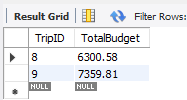 Result Grid Filter Rows:
TripID TotalBudget
8 6300.58
9 7359.81
NULL NULL